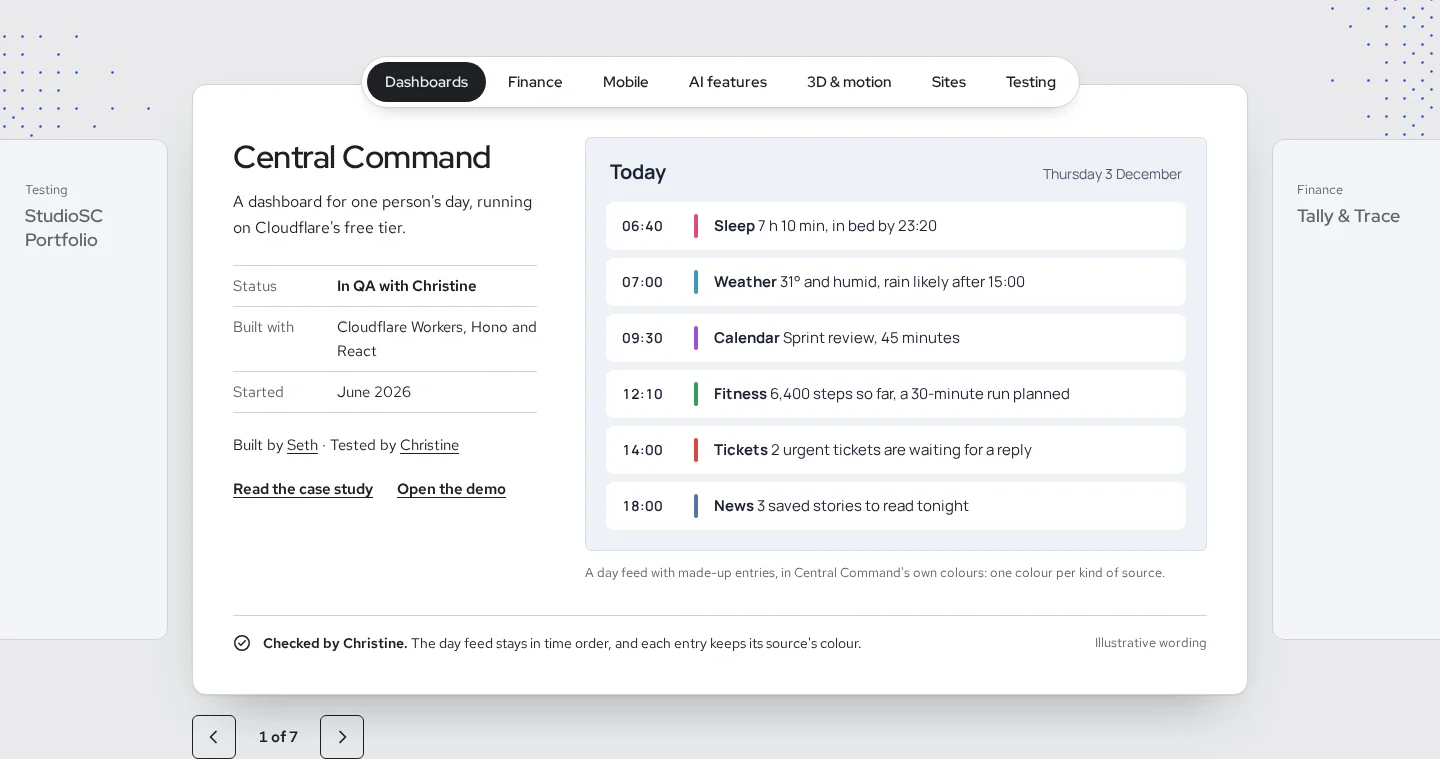 Dashboards Finance Mobile AI features 3D & motion Sites Testing
Testing
StudioSC
Portfolio
Central Command
A dashboard for one person's day, running
on Cloudflare's free tier.
Status In QA with Christine
Built with Cloudflare Workers, Hono and
React
Started June 2026
Built by Seth · Tested by Christine
Read the case study Open the demo
Today Thursday 3 December
06:40 Sleep 7 h 10 min, in bed by 23:20
07:00 Weather 31° and humid, rain likely after 15:00
09:30 Calendar Sprint review, 45 minutes
12:10 Fitness 6,400 steps so far, a 30-minute run planned
14:00 Tickets 2 urgent tickets are waiting for a reply
18:00 News 3 saved stories to read tonight
A day feed with made-up entries, in Central Command's own colours: one colour per kind of source.
Checked by Christine. The day feed stays in time order, and each entry keeps its source's colour. Illustrative wording
Finance
Tally & Trace
1 of 7